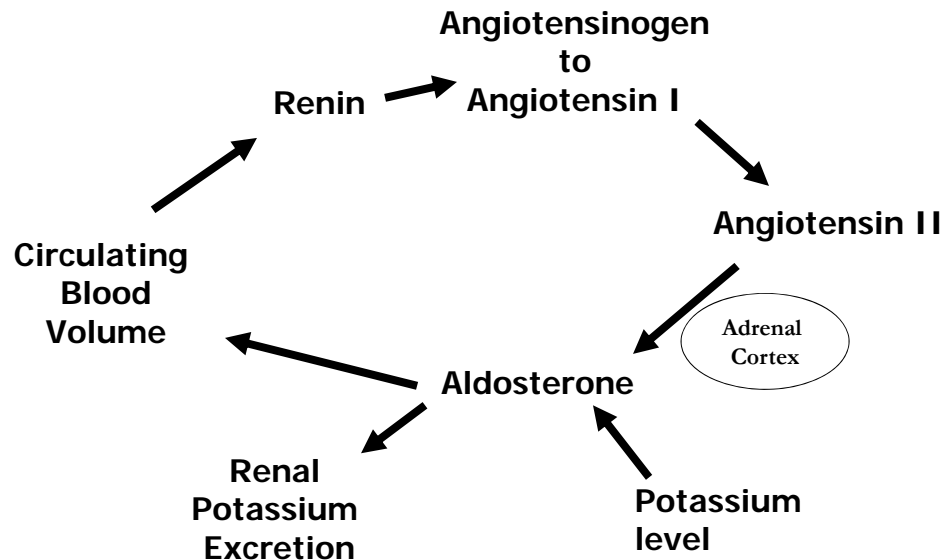 Angiotensinogen
to
Angiotensin I
Renin
Angiotensin II
Circulating
Blood
Volume
Adrenal
Cortex
Aldosterone
Renal
Potassium
Excretion
Potassium
level